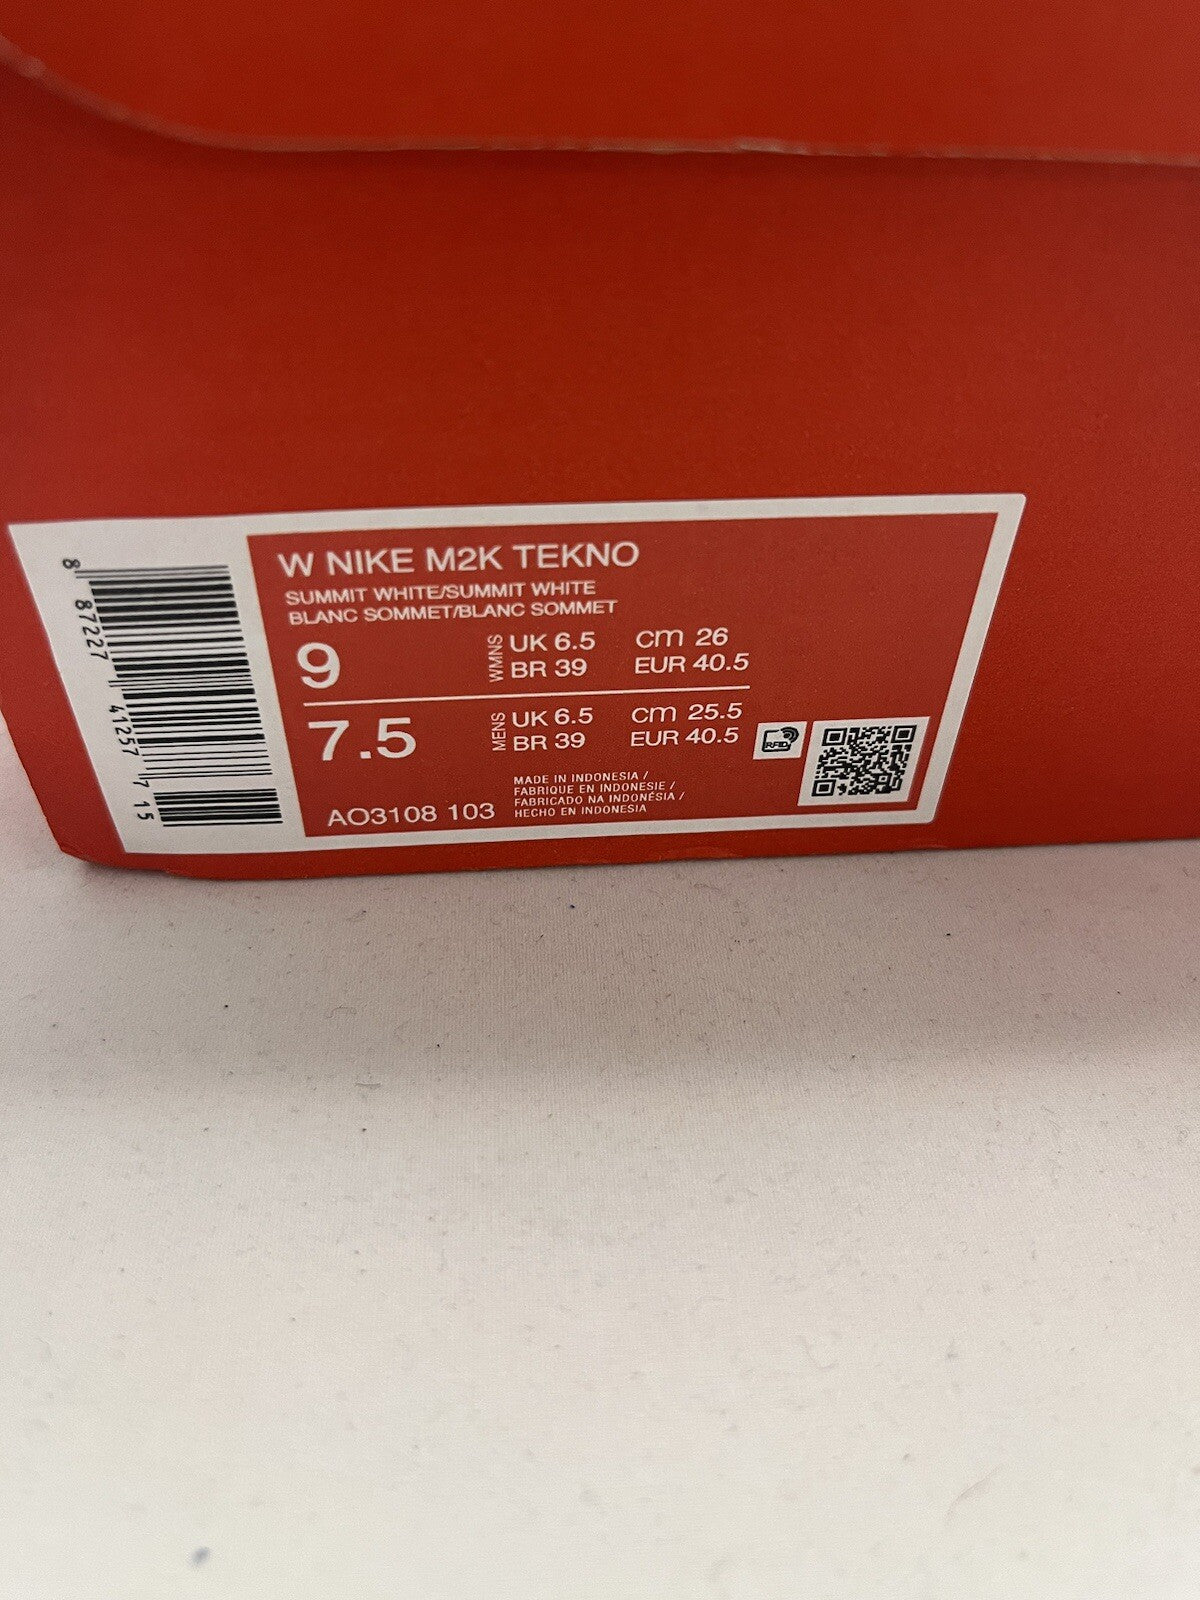 W NIKE M2K TEKNO
SUMMIT WHITE/SUMMIT WHITE
BLANC SOMMET/BLANC SOMMET
9 WMNS UK 6.5 cm 26
BR 39 EUR 40.5
7.5 MENS UK 6.5 cm 25.5
BR 39 EUR 40.5
RFID
MADE IN INDONESIA /
FABRIQUE EN INDONESIE /
FABRICADO NA INDONÉSIA /
HECHO EN INDONESIA
AO3108 103
8 87227 41257 7 15